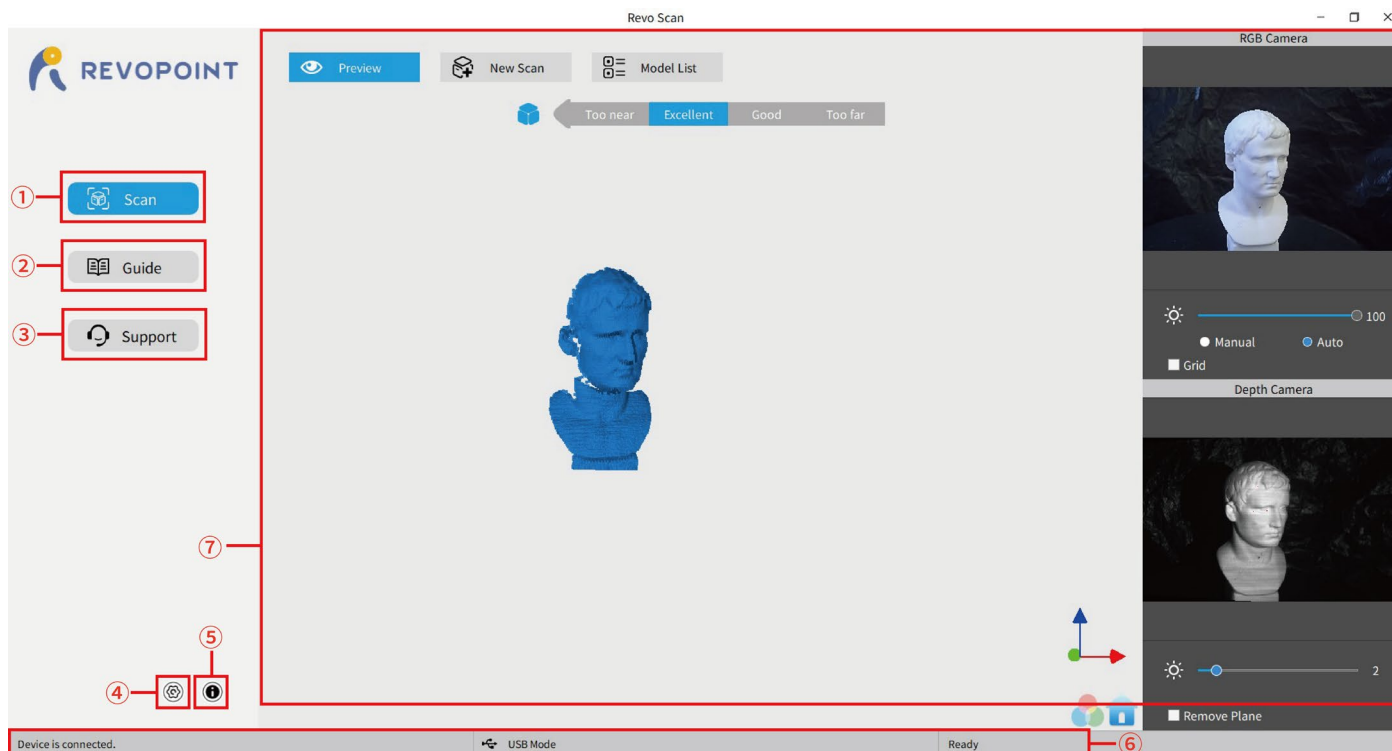 Revo Scan
REVOPOINT
Preview
New Scan
Model List
Too near
Excellent
Good
Too far
① Scan
② Guide
③ Support
⑦
⑤
④
RGB Camera
100
Manual
Auto
Grid
Depth Camera
2
Remove Plane
Device is connected.
USB Mode
Ready
⑥